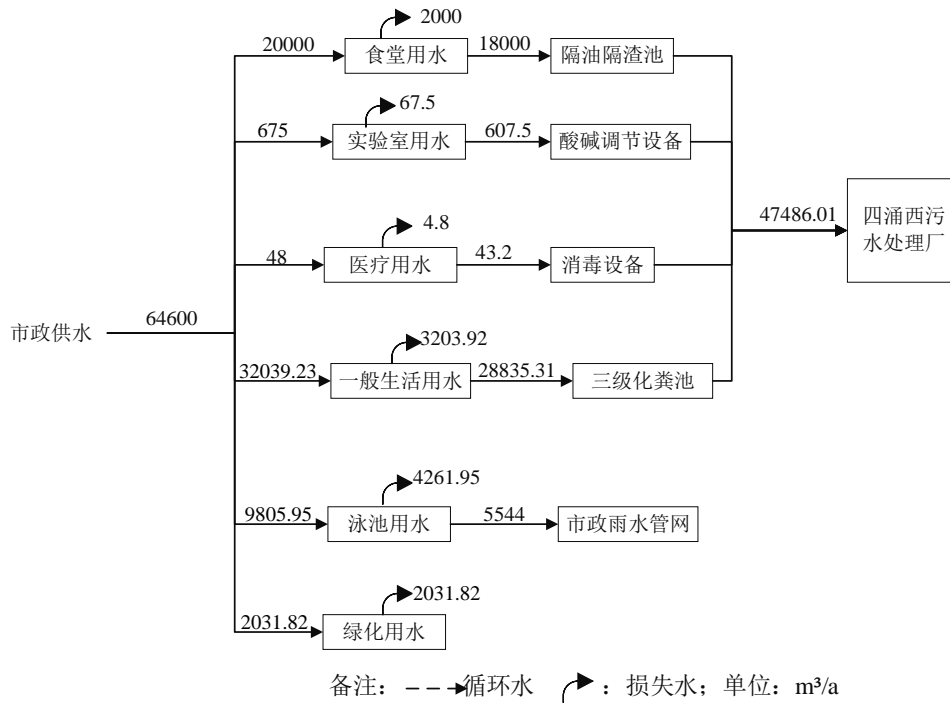 2000
20000
食堂用水
18000
隔油隔渣池
67.5
675
实验室用水
607.5
酸碱调节设备
47486.01
四涌西污
水处理厂
4.8
48
医疗用水
43.2
消毒设备
市政供水
64600
3203.92
32039.23
一般生活用水
28835.31
三级化粪池
4261.95
9805.95
泳池用水
5544
市政雨水管网
2031.82
2031.82
绿化用水
备注：循环水 ：损失水；单位：m³/a